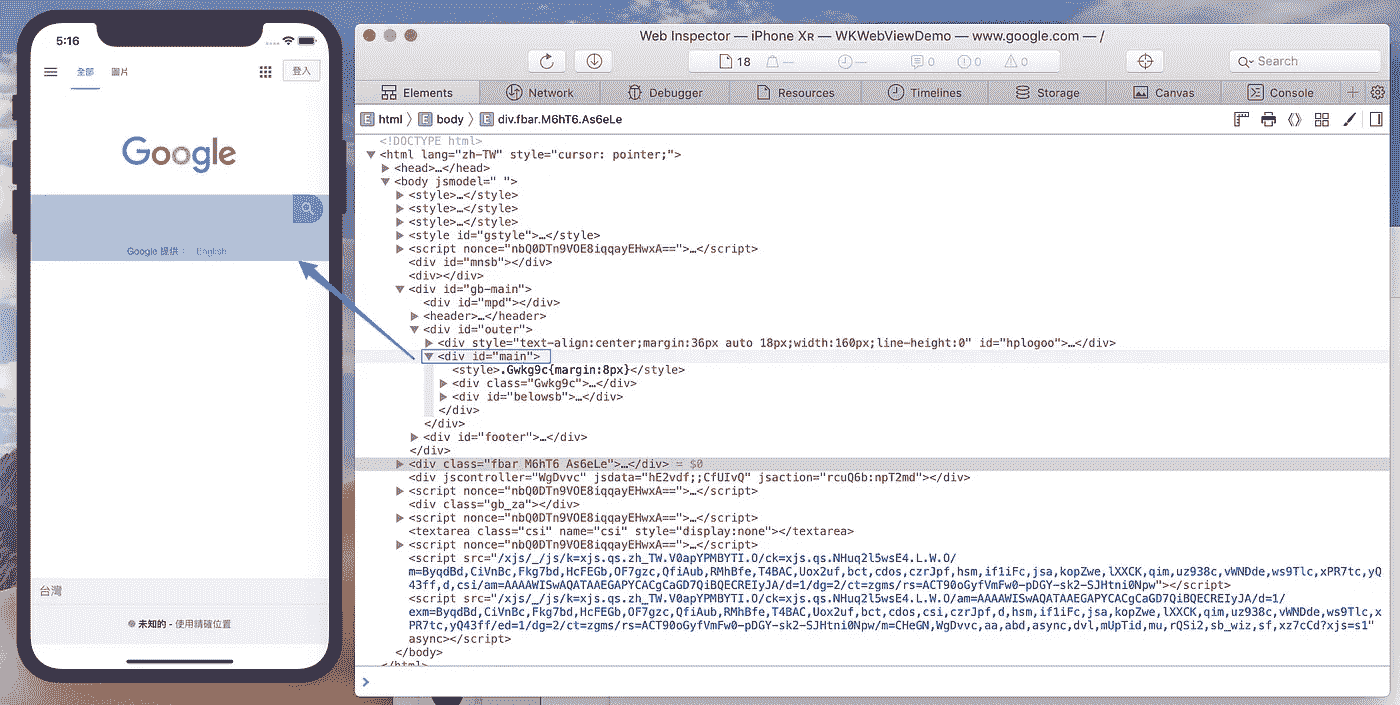 5:16
全部
圖片
登入
Google
Google 提供：
English
台灣
未知的 - 使用精確位置
Web Inspector — iPhone XR — WKWebViewDemo — www.google.com — /
18
—
—
0
0
0
Search
Elements
Network
Debugger
Resources
Timelines
Storage
Canvas
Console
E html
E body
E div.fbar.M6hT6.As6eLe
<!DOCTYPE html>
<html lang="zh-TW" style="cursor: pointer;">
<head>…</head>
<body jsmodel=" ">
<style>…</style>
<style>…</style>
<style>…</style>
<style id="gstyle">…</style>
<script nonce="nbQ0DTn9VOE8iqqayEHwxA==">…</script>
<div id="mnsb"></div>
<div></div>
<div id="gb-main">
<div id="mpd"></div>
<header>…</header>
<div id="outer">
<div style="text-align:center;margin:36px auto 18px;width:160px;line-height:0" id="hplogoo">…</div>
<div id="main">
<style>.Gwkg9c{margin:8px}</style>
<div class="Gwkg9c">…</div>
<div id="belowsb">…</div>
</div>
</div>
<div id="footer">…</div>
</div>
<div class="fbar M6hT6 As6eLe">…</div> = $0
<div jscontroller="WgDvvc" jsdata="hE2vdf;;CfUIvQ" jsaction="rcuQ6b:npT2md"></div>
<script nonce="nbQ0DTn9VOE8iqqayEHwxA==">…</script>
<div class="gb_za"></div>
<script nonce="nbQ0DTn9VOE8iqqayEHwxA==">…</script>
<textarea class="csi" name="csi" style="display:none"></textarea>
<script nonce="nbQ0DTn9VOE8iqqayEHwxA==">…</script>
<script src="/xjs/_/js/k=xjs.qs.zh_TW.V0apYPMBYTI.O/ck=xjs.qs.NHuq2l5wsE4.L.W.O/
m=ByqdBd,CiVnBc,Fkg7bd,HcFEGb,OF7gzc,QfiAub,RMhBfe,T4BAC,Uox2uf,bct,cdos,czrJpf,hsm,if1iFc,jsa,kopZwe,lXXCK,qim,uz938c,vWNDde,ws9Tlc,xPR7tc,yQ
43ff,d,csi/am=AAAAWISwAQATAAEGAPYCACgCaGD7QiBQECREIyJA/d=1/dg=2/ct=zgms/rs=ACT90oGyfVmFw0-pDGY-sk2-SJHtni0Npw"></script>
<script src="/xjs/_/js/k=xjs.qs.zh_TW.V0apYPMBYTI.O/ck=xjs.qs.NHuq2l5wsE4.L.W.O/am=AAAAWISwAQATAAEGAPYCACgCaGD7QiBQECREIyJA/d=1/
exm=ByqdBd,CiVnBc,Fkg7bd,HcFEGb,OF7gzc,QfiAub,RMhBfe,T4BAC,Uox2uf,bct,cdos,csi,czrJpf,d,hsm,if1iFc,jsa,kopZwe,lXXCK,qim,uz938c,vWNDde,ws9Tlc,x
PR7tc,yQ43ff/ed=1/dg=2/ct=zgms/rs=ACT90oGyfVmFw0-pDGY-sk2-SJHtni0Npw/m=CHeGN,WgDvvc,aa,abd,async,dvl,mUpTid,mu,rQSi2,sb_wiz,sf,xz7cCd?xjs=s1"
async></script>
</body>
</html>